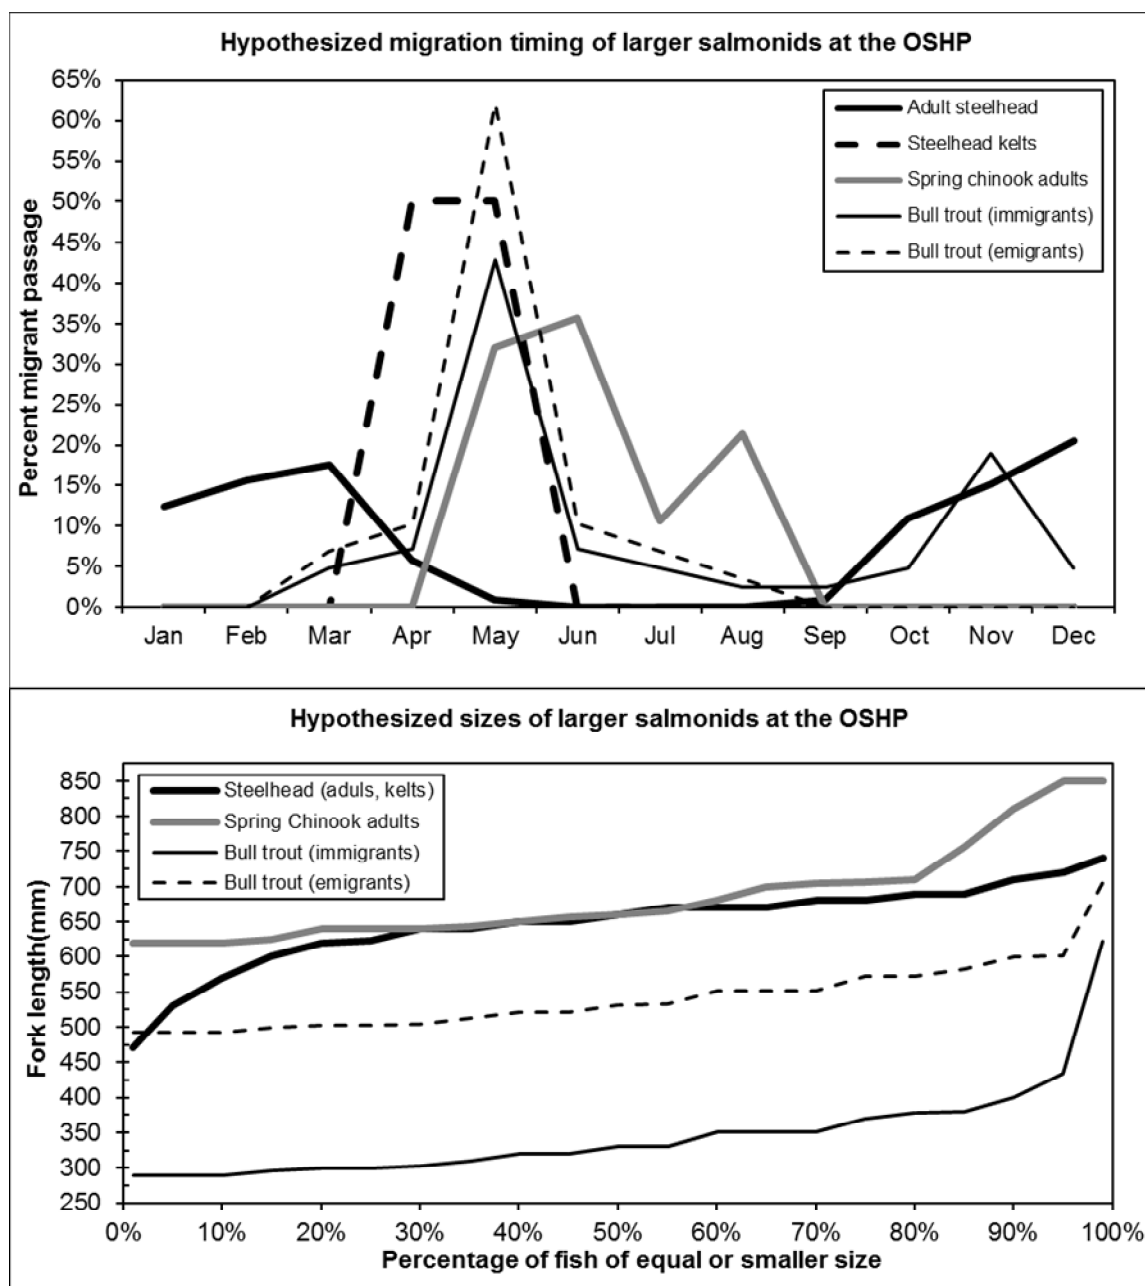 Hypothesized migration timing of larger salmonids at the OSHP
65%
60%
55%
50%
45%
40%
35%
30%
25%
20%
15%
10%
5%
0%
Percent migrant passage
Adult steelhead
Steelhead kelts
Spring chinook adults
Bull trout (immigrants)
Bull trout (emigrants)
Jan Feb Mar Apr May Jun Jul Aug Sep Oct Nov Dec
Hypothesized sizes of larger salmonids at the OSHP
850
800
750
700
650
600
550
500
450
400
350
300
250
Fork length(mm)
Steelhead (aduls, kelts)
Spring Chinook adults
Bull trout (immigrants)
Bull trout (emigrants)
0% 10% 20% 30% 40% 50% 60% 70% 80% 90% 100%
Percentage of fish of equal or smaller size